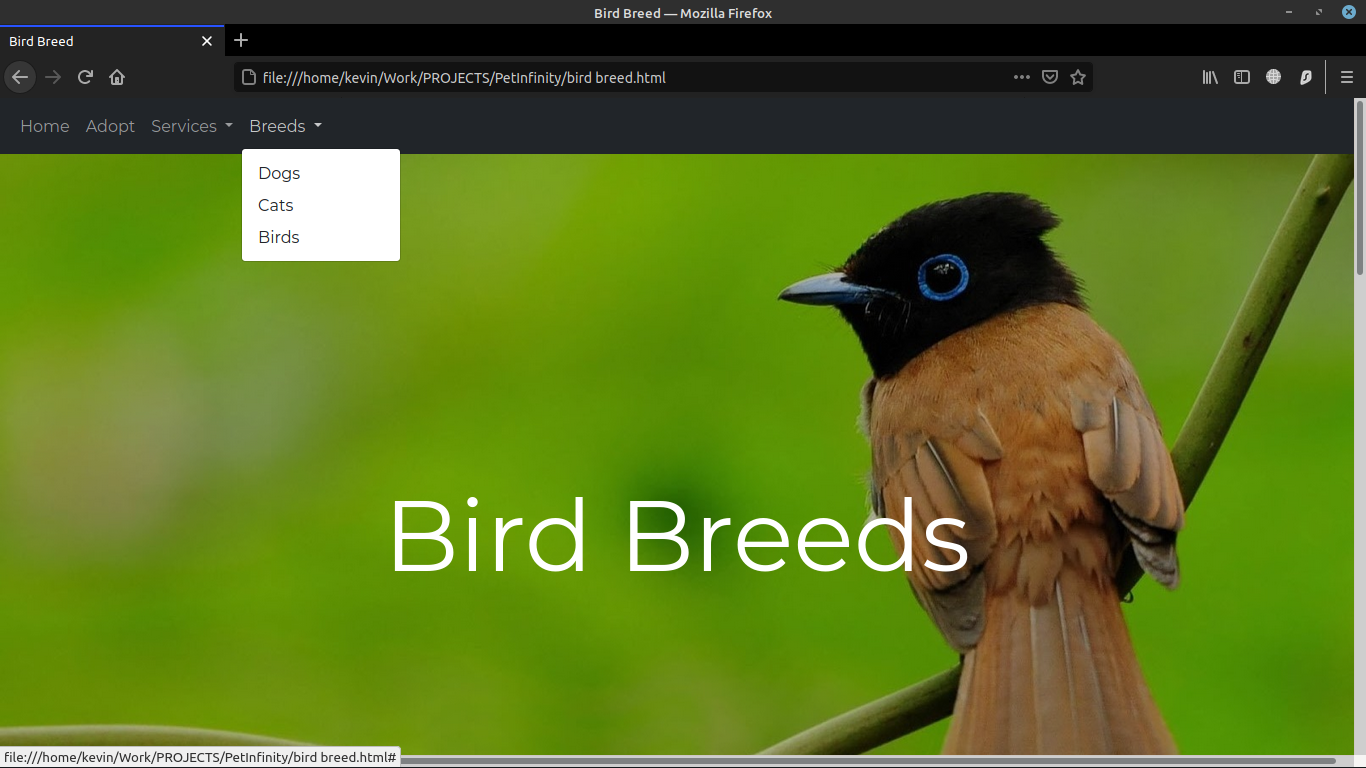 Bird Breed — Mozilla Firefox
Bird Breed
file:///home/kevin/Work/PROJECTS/PetInfinity/bird breed.html
Home Adopt Services Breeds
Dogs
Cats
Birds
Bird Breeds
file:///home/kevin/Work/PROJECTS/PetInfinity/bird breed.html#